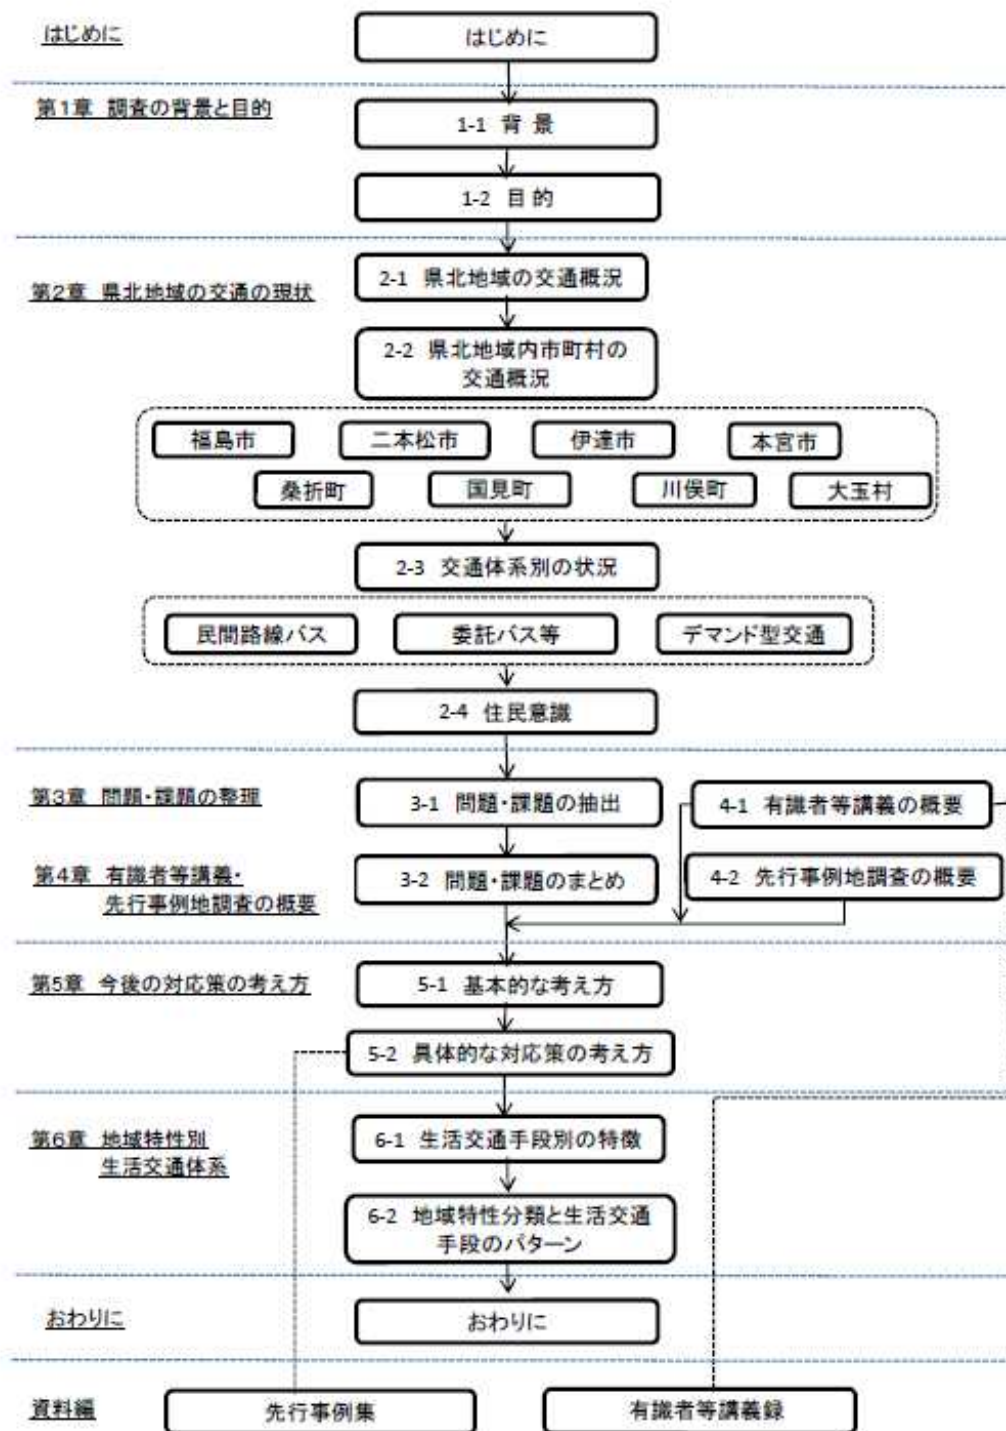 はじめに
はじめに
第1章 調査の背景と目的
1-1 背 景
1-2 目 的
第2章 県北地域の交通の現状
2-1 県北地域の交通概況
2-2 県北地域内市町村の
交通概況
福島市
二本松市
伊達市
本宮市
桑折町
国見町
川俣町
大玉村
2-3 交通体系別の状況
民間路線バス
委託バス等
デマンド型交通
2-4 住民意識
第3章 問題・課題の整理
3-1 問題・課題の抽出
4-1 有識者等講義の概要
第4章 有識者等講義・
先行事例地調査の概要
3-2 問題・課題のまとめ
4-2 先行事例地調査の概要
第5章 今後の対応策の考え方
5-1 基本的な考え方
5-2 具体的な対応策の考え方
第6章 地域特性別
生活交通体系
6-1 生活交通手段別の特徴
6-2 地域特性分類と生活交通
手段のパターン
おわりに
おわりに
資料編
先行事例集
有識者等講義録